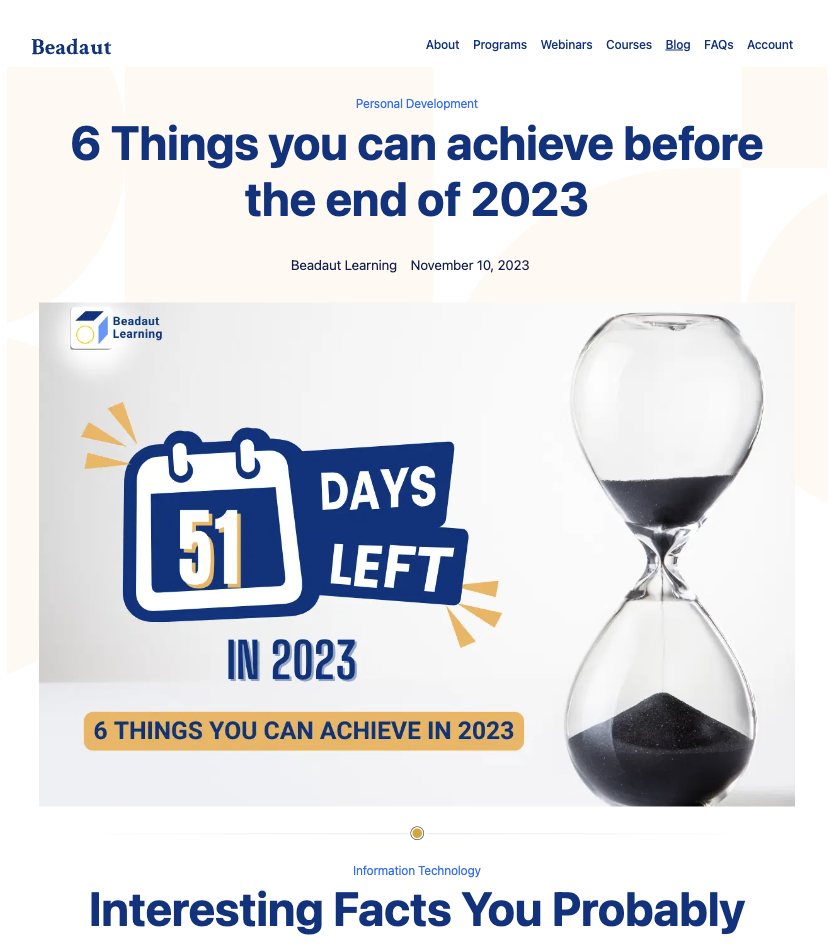 Beadaut
About Programs Webinars Courses Blog FAQs Account
Personal Development
6 Things you can achieve before
the end of 2023
Beadaut Learning November 10, 2023
Beadaut
Learning
51
DAYS
LEFT
IN 2023
6 THINGS YOU CAN ACHIEVE IN 2023
Information Technology
Interesting Facts You Probably